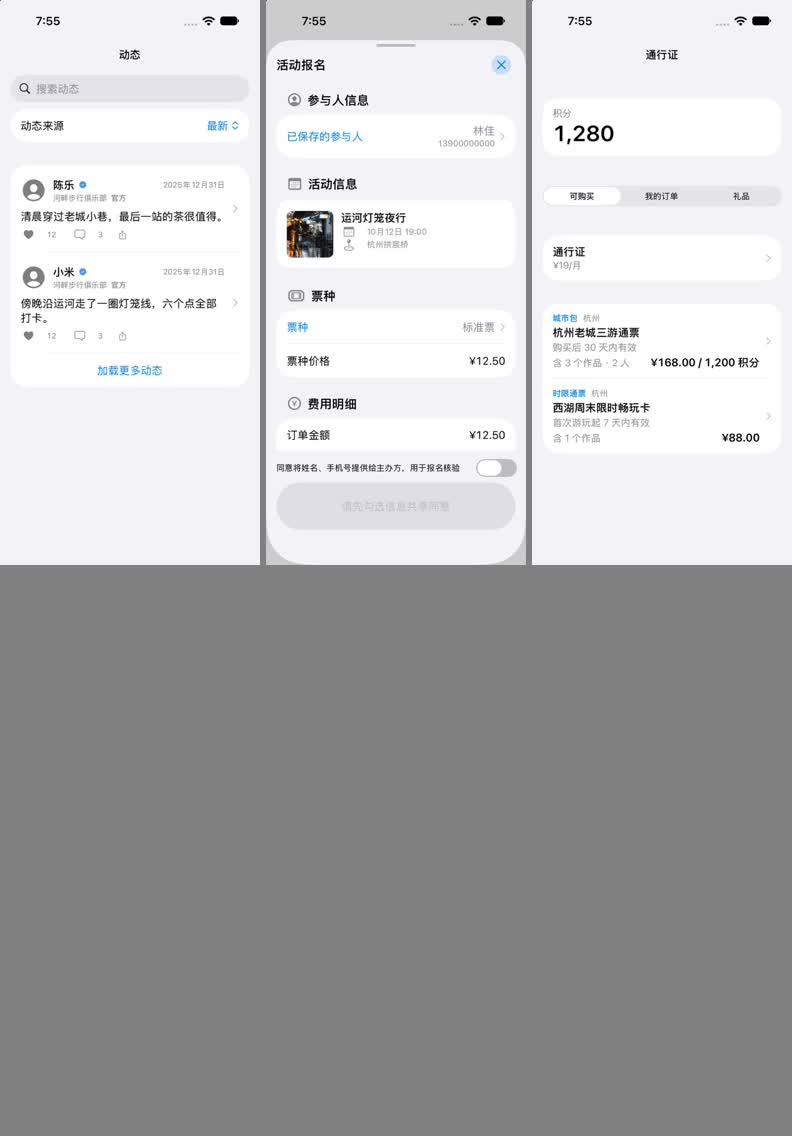 7:55
动态
搜索动态
动态来源
最新
陈乐
2025年12月31日
河畔步行俱乐部 官方
清晨穿过老城小巷，最后一站的茶很值得。
12
3
小米
2025年12月31日
河畔步行俱乐部 官方
傍晚沿运河走了一圈灯笼线，六个点全部
打卡。
12
3
加载更多动态
7:55
活动报名
参与人信息
已保存的参与人
林佳
13900000000
活动信息
运河灯笼夜行
10月12日 19:00
杭州拱宸桥
票种
票种
标准票
票种价格
¥12.50
费用明细
订单金额
¥12.50
同意将姓名、手机号提供给主办方，用于报名核验
请先勾选信息共享同意
7:55
通行证
积分
1,280
可购买
我的订单
礼品
通行证
¥19/月
城市包 杭州
杭州老城三游通票
购买后 30 天内有效
含 3 个作品 · 2 人
¥168.00 / 1,200 积分
时限通票 杭州
西湖周末限时畅玩卡
首次游玩起 7 天内有效
含 1 个作品
¥88.00